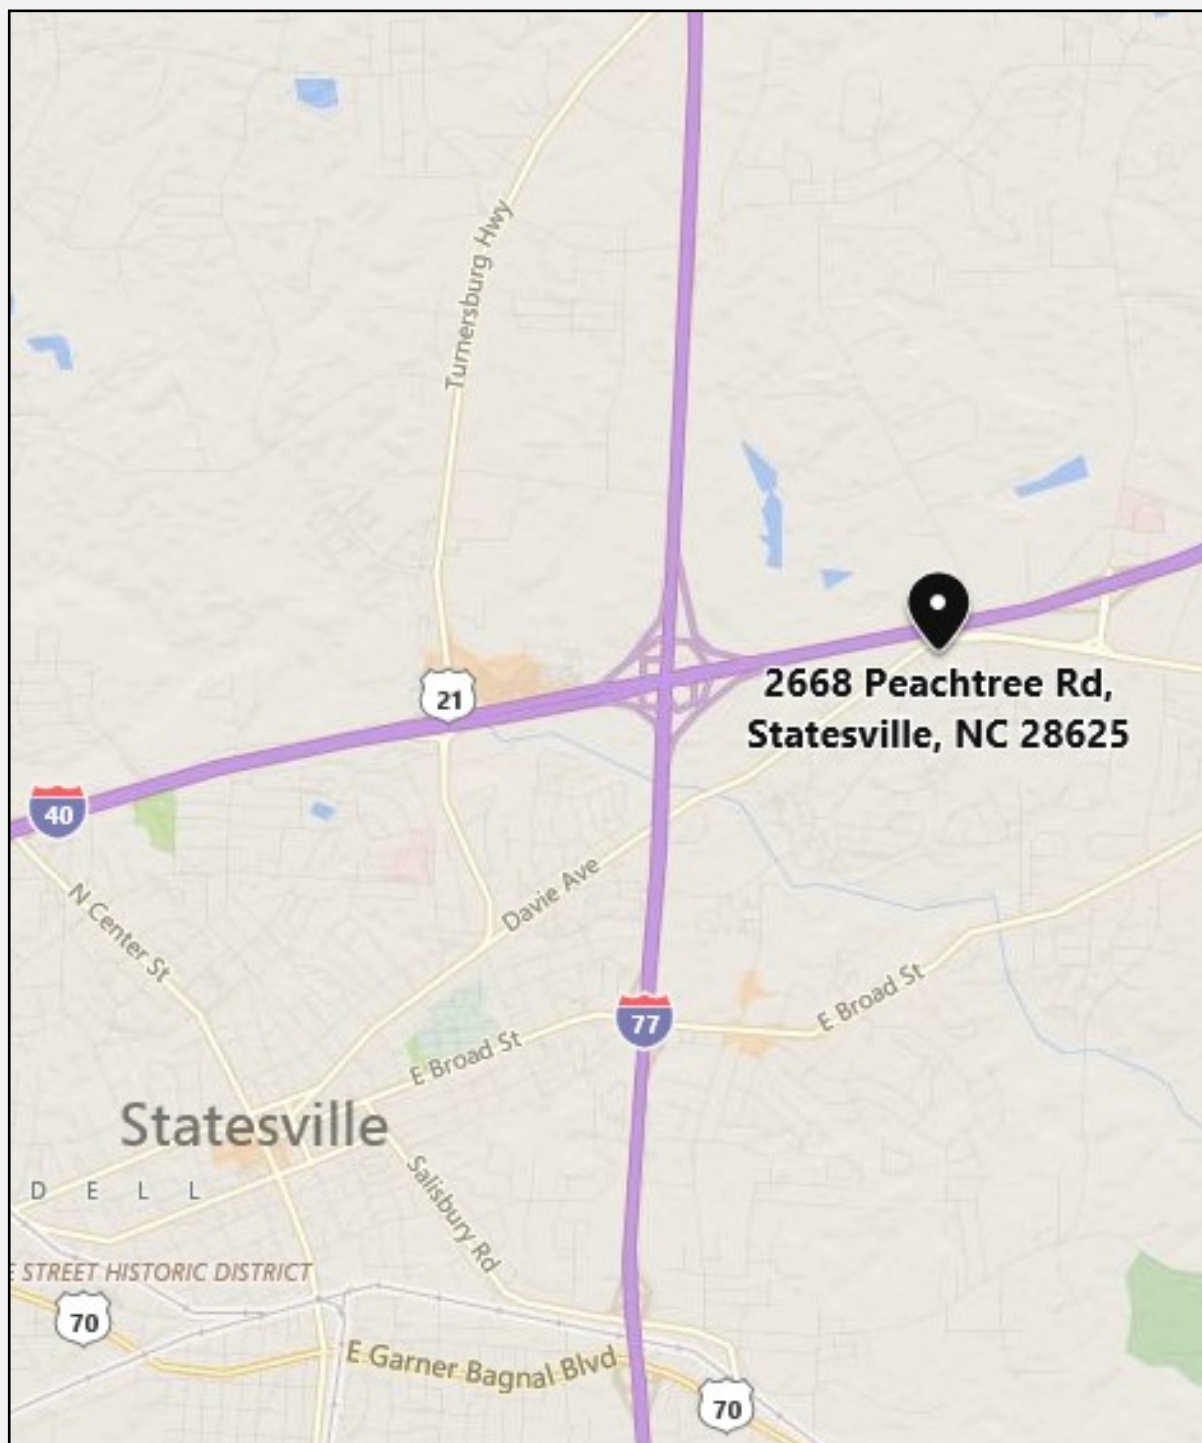 Turnersburg Hwy
21
2668 Peachtree Rd,
Statesville, NC 28625
40
N Center St
Davie Ave
77
E Broad St
E Broad St
Statesville
D E L L
Salisbury Rd
E STREET HISTORIC DISTRICT
70
E Garner Bagnal Blvd
70